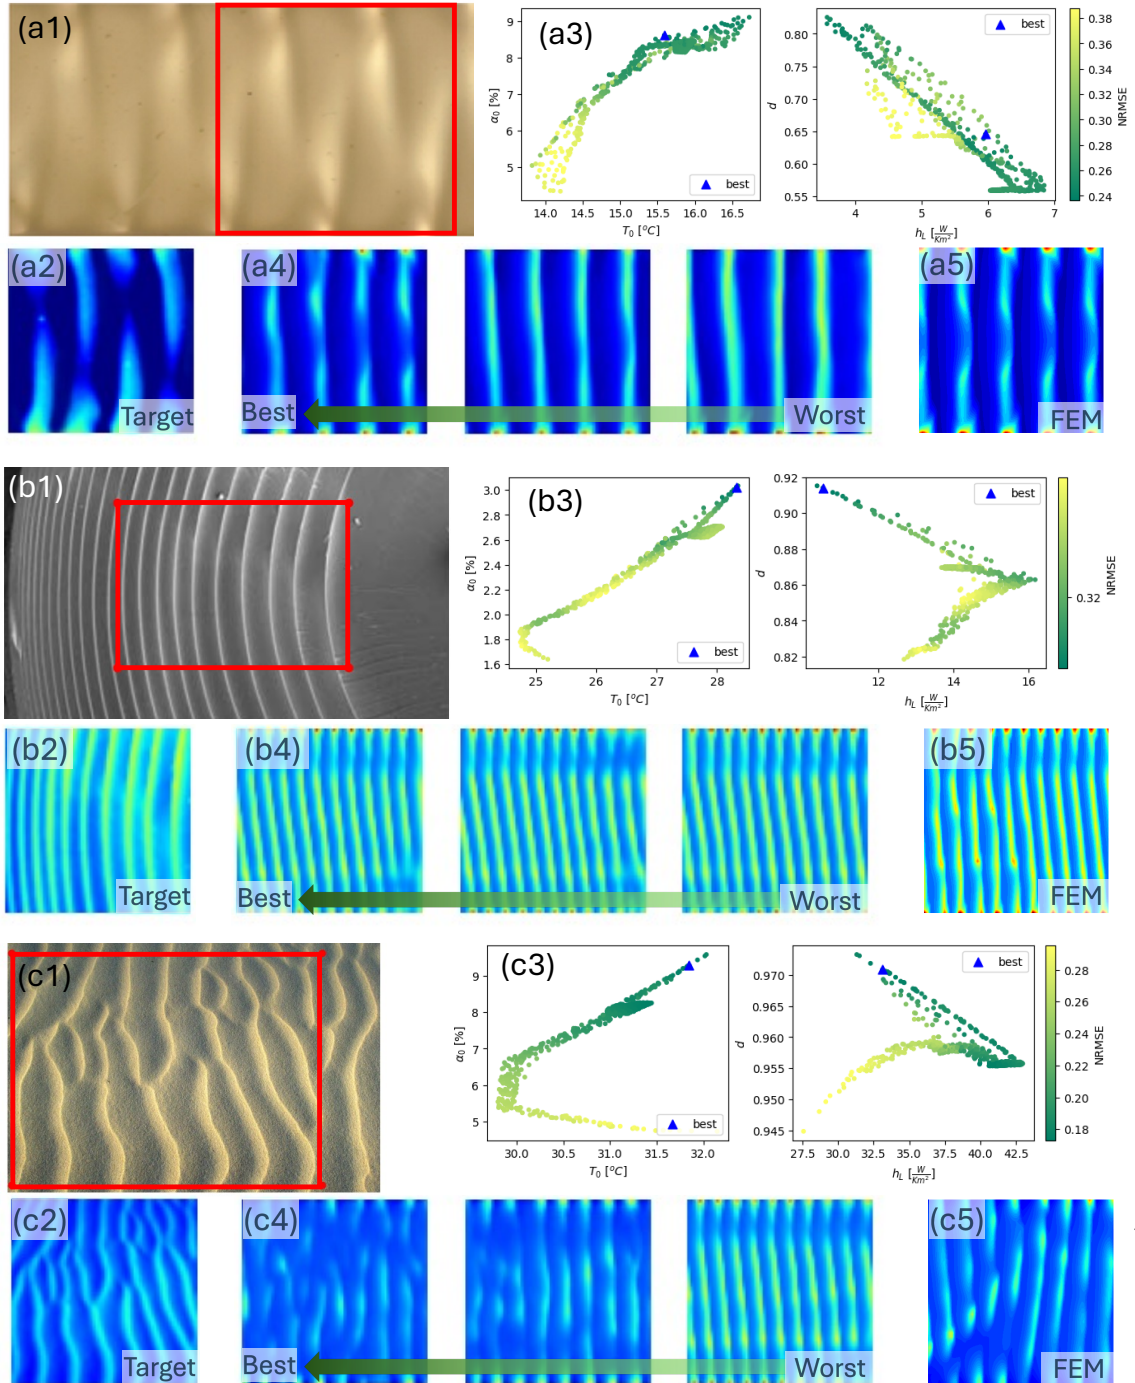 (a1)
(a3)
9
8
7
6
5
α₀ [%]
14.0 14.5 15.0 15.5 16.0 16.5
T₀ [°C]
best
best
0.80
0.75
0.70
0.65
0.60
0.55
d
4 5 6 7
h_L [W/Km²]
best
0.38
0.36
0.34
0.32
0.30
0.28
0.26
0.24
NRMSE
(a2)
Target
(a4)
Best
Worst
(a5)
FEM
(b1)
(b3)
3.0
2.8
2.6
2.4
2.2
2.0
1.8
1.6
α₀ [%]
25 26 27 28
T₀ [°C]
best
best
0.92
0.90
0.88
0.86
0.84
0.82
d
12 14 16
h_L [W/Km²]
best
0.32
NRMSE
(b2)
Target
(b4)
Best
Worst
(b5)
FEM
(c1)
(c3)
9
8
7
6
5
α₀ [%]
30.0 30.5 31.0 31.5 32.0
T₀ [°C]
best
0.970
0.965
0.960
0.955
0.950
0.945
d
27.5 30.0 32.5 35.0 37.5 40.0 42.5
h_L [W/Km²]
best
0.28
0.26
0.24
0.22
0.20
0.18
NRMSE
(c2)
Target
(c4)
Best
Worst
(c5)
FEM